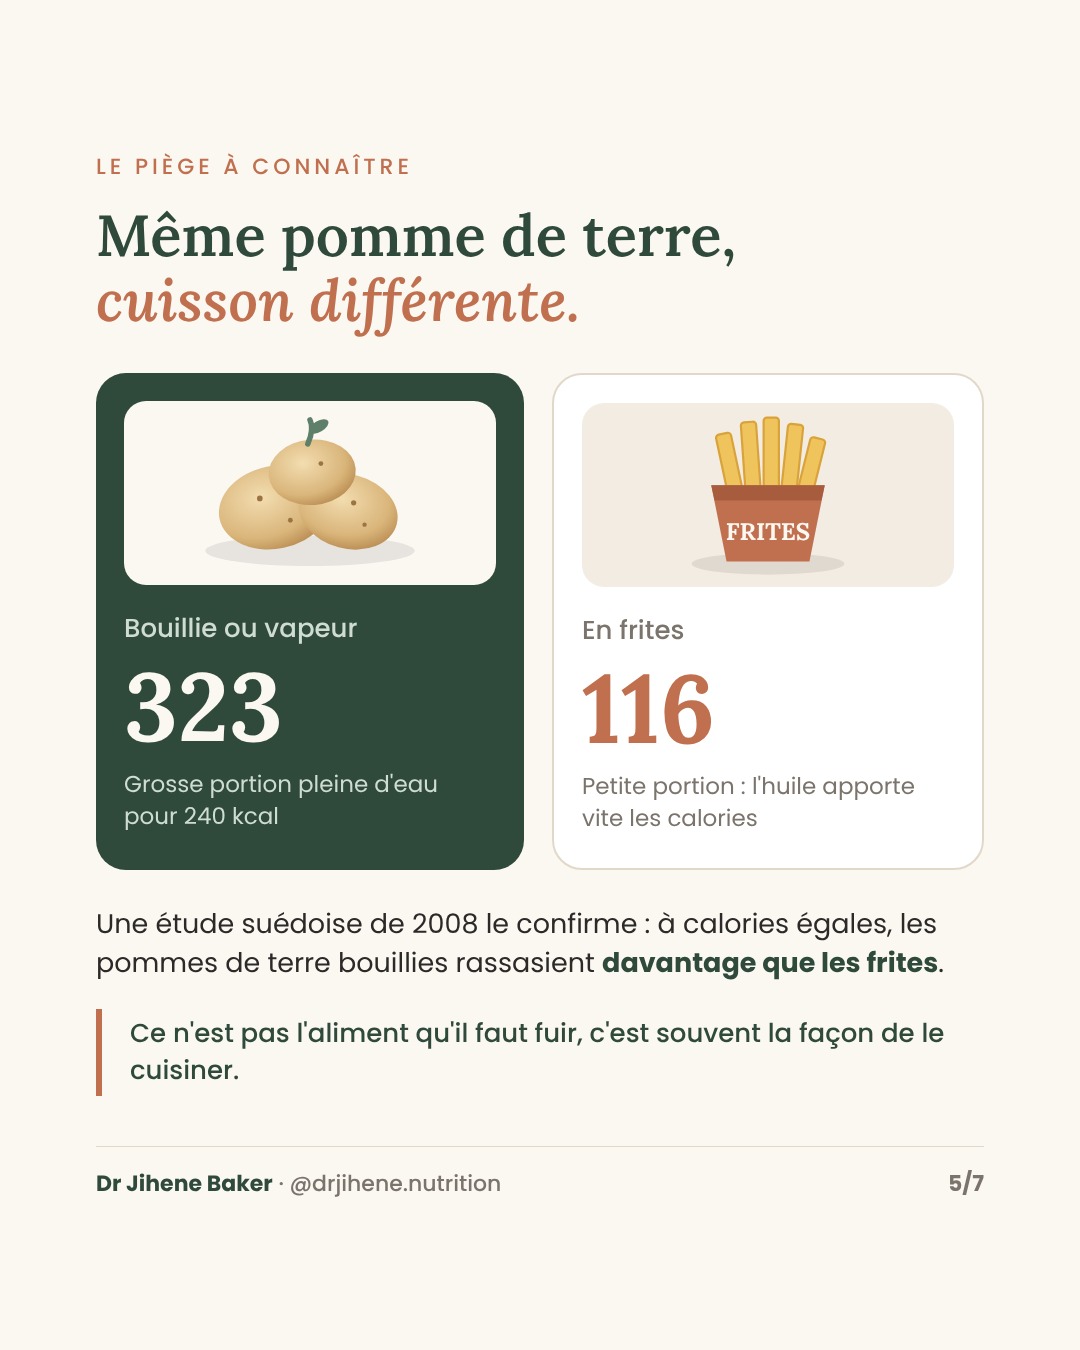 LE PIÈGE À CONNAÎTRE
Même pomme de terre,
cuisson différente.
Bouillie ou vapeur
323
Grosse portion pleine d'eau
pour 240 kcal
FRITES
En frites
116
Petite portion : l'huile apporte
vite les calories
Une étude suédoise de 2008 le confirme : à calories égales, les
pommes de terre bouillies rassasient davantage que les frites.
Ce n'est pas l'aliment qu'il faut fuir, c'est souvent la façon de le
cuisiner.
Dr Jihene Baker · @drjihene.nutrition
5/7